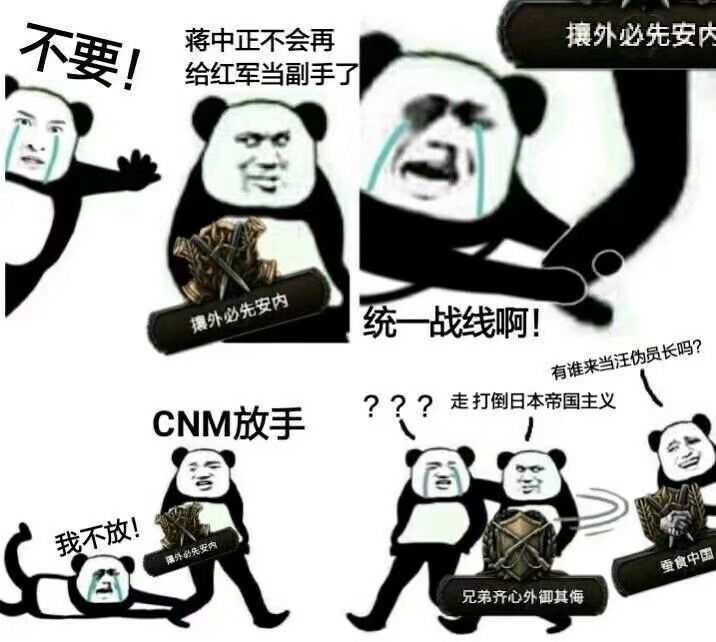 不要!
蒋中正不会再
给红军当副手了
攘外必先安内
攘外必先安内
统一战线啊!
CNM放手
我不放!
攘外必先安内
???
走 打倒日本帝国主义
有谁来当汪伪员长吗?
兄弟齐心外御其侮
蚕食中国